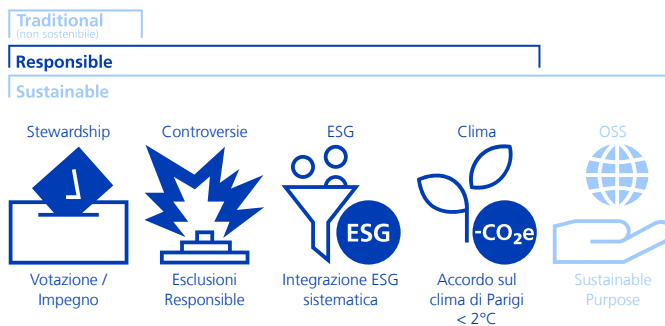 Traditional
(non sostenibile)
Responsible
Sustainable
Stewardship
Controversie
ESG
Clima
OSS
ESG
-CO₂e
Votazione /
Impegno
Esclusioni
Responsible
Integrazione ESG
sistematica
Accordo sul
clima di Parigi
< 2°C
Sustainable
Purpose